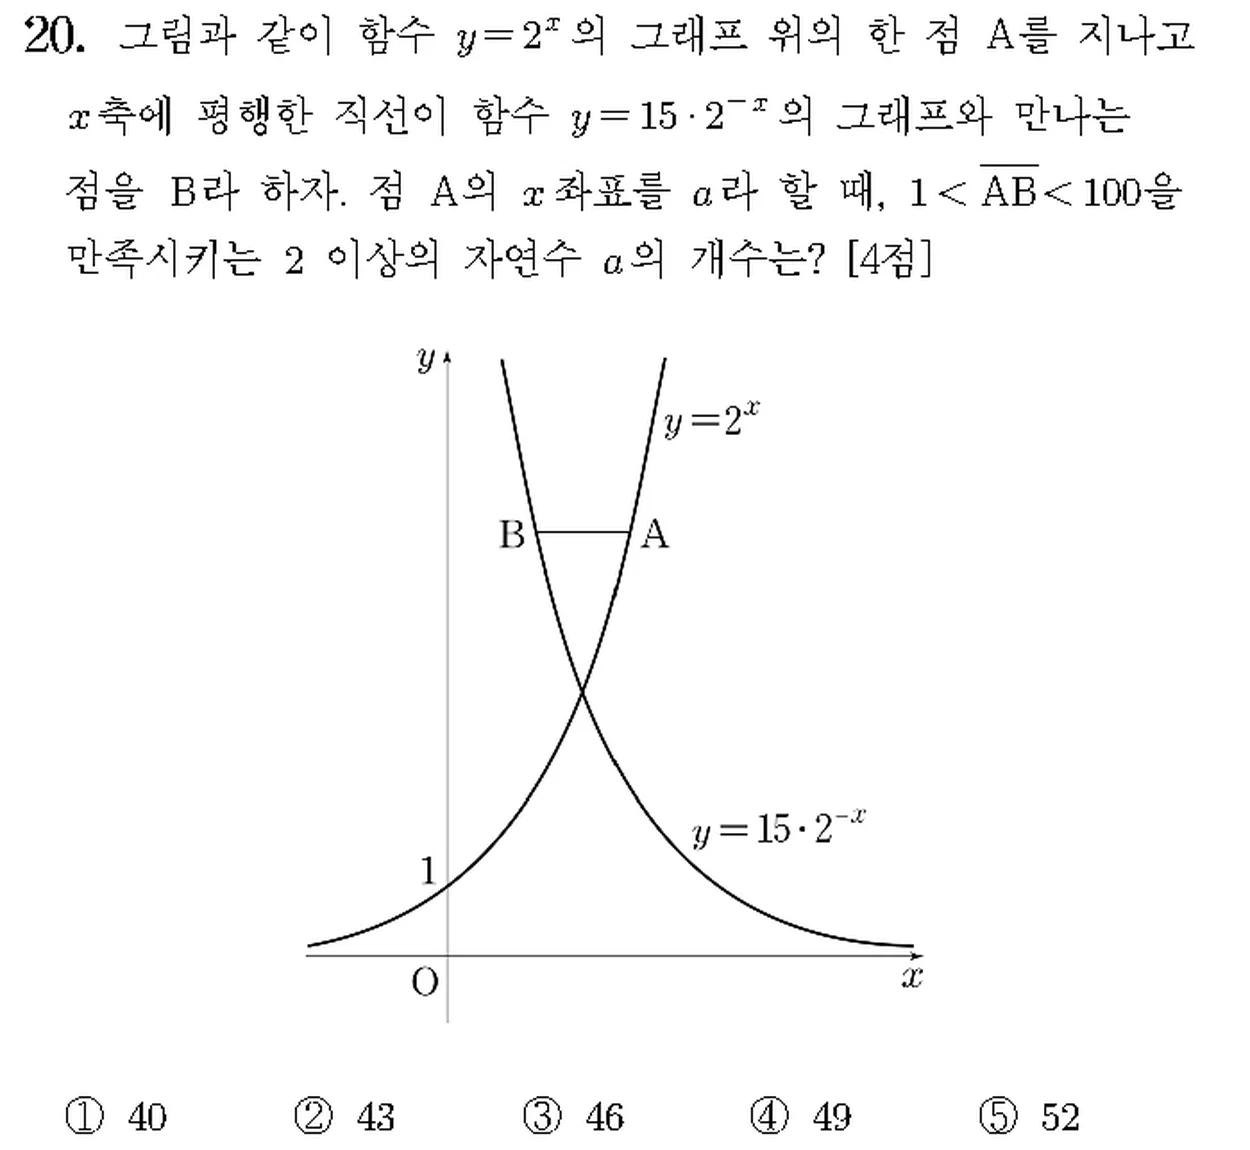 20. 그림과 같이 함수 y=2^x의 그래프 위의 한 점 A를 지나고
x축에 평행한 직선이 함수 y=15·2^{-x}의 그래프와 만나는
점을 B라 하자. 점 A의 x좌표를 a라 할 때, 1< \overline{AB} <100을
만족시키는 2 이상의 자연수 a의 개수는? [4점]
y
y=2^x
B A
y=15·2^{-x}
1
O
x
① 40 ② 43 ③ 46 ④ 49 ⑤ 52